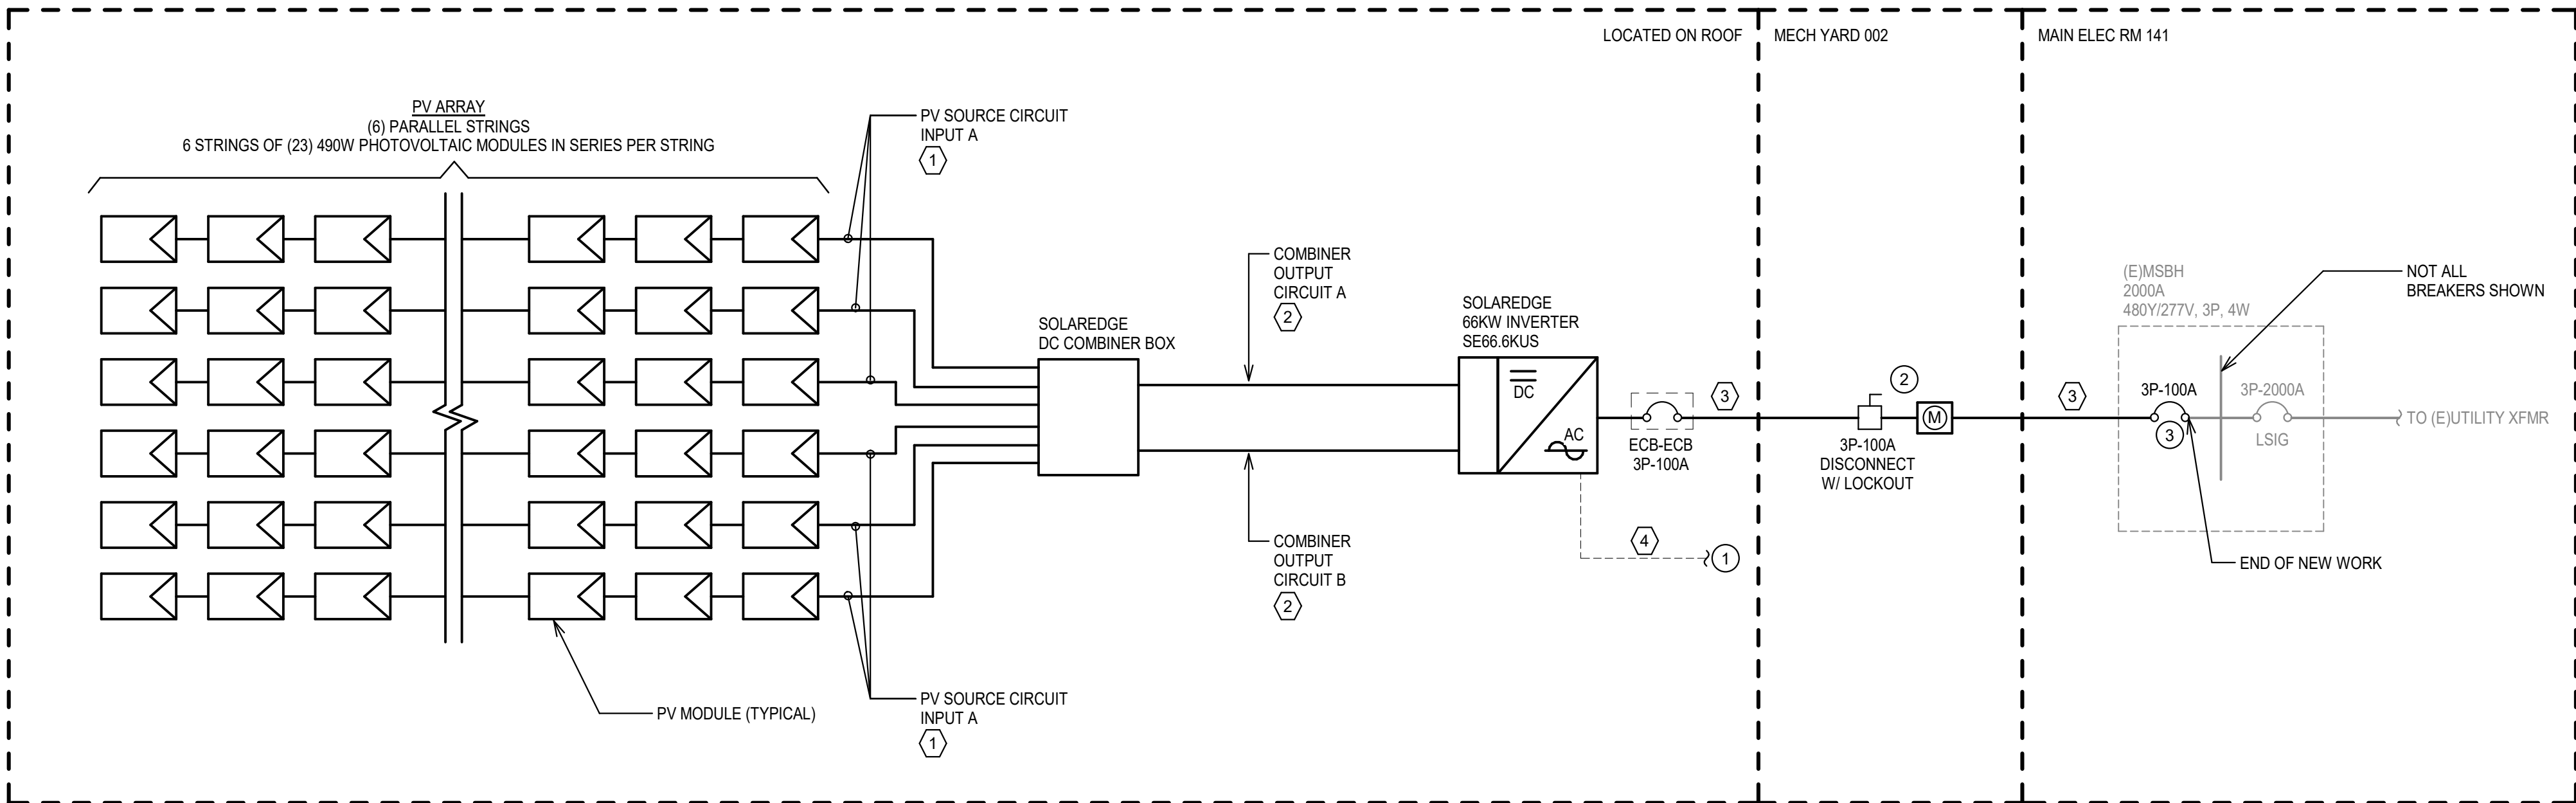 LOCATED ON ROOF
MECH YARD 002
MAIN ELEC RM 141
PV ARRAY
(6) PARALLEL STRINGS
6 STRINGS OF (23) 490W PHOTOVOLTAIC MODULES IN SERIES PER STRING
PV SOURCE CIRCUIT
INPUT A
1
COMBINER
OUTPUT
CIRCUIT A
2
SOLAREDGE
DC COMBINER BOX
SOLAREDGE
66KW INVERTER
SE66.6KUS
DC
AC
ECB-ECB
3P-100A
3
4
1
2
M
3P-100A
DISCONNECT
W/ LOCKOUT
3
(E)MSBH
2000A
480Y/277V, 3P, 4W
NOT ALL
BREAKERS SHOWN
3P-100A
3
3P-2000A
LSIG
TO (E)UTILITY XFMR
END OF NEW WORK
COMBINER
OUTPUT
CIRCUIT B
2
PV SOURCE CIRCUIT
INPUT A
1
PV MODULE (TYPICAL)